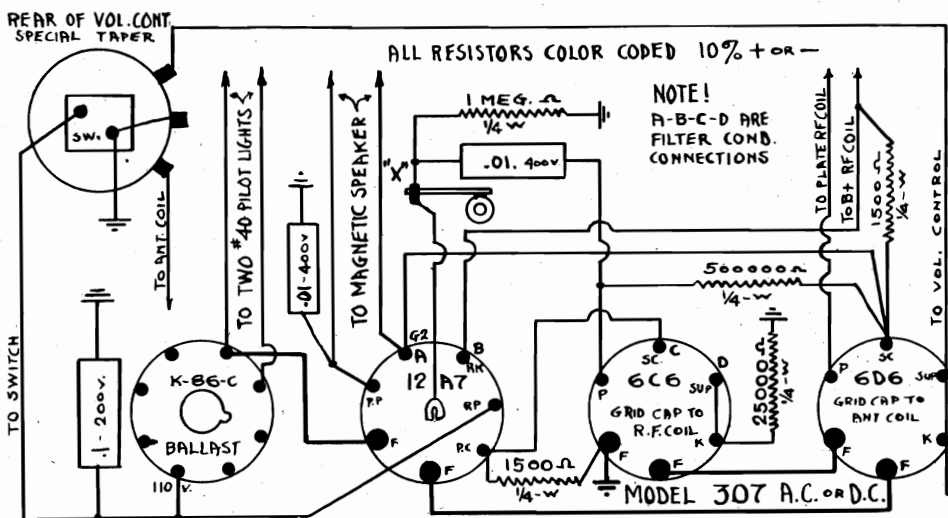 REAR OF VOL.CONT.
SPECIAL TAPER
SW.
TO ANT. COIL
TO SWITCH
.1-200V.
TO TWO #40 PILOT LIGHTS
.01-400V
TO MAGNETIC SPEAKER
ALL RESISTORS COLOR CODED 10% + OR −
1 MEG. Ω
1/4-W
.01. 400V
"X"
NOTE!
A-B-C-D ARE
FILTER COND.
CONNECTIONS
TO PLATE RF COIL
TO B+ RF COIL
1500Ω
1/4-W
TO VOL. CONTROL
500000Ω
1/4-W
25000Ω
1/4-W
K-86-C
BALLAST
110 V.
G2
A
B
RK
12 A7
P.P
RP
F
P.C
F
1500Ω
1/4-W
SC. C
D
P
6C6
SUP
GRID CAP TO
R.F. COIL
F
K
F
SC
P
6D6
SUP
GRID CAP TO
ANT COIL
F
K
F
MODEL 307 A.C. OR D.C.